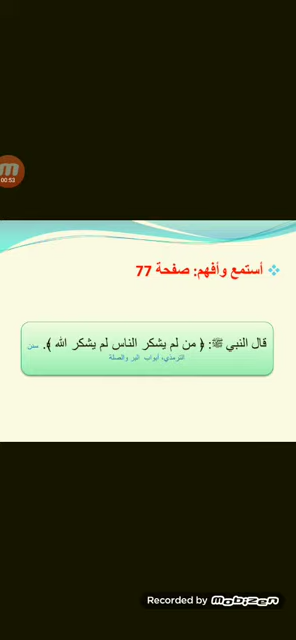 00:53
❖ أستمع وأفهم: صفحة 77
قال النبي ﷺ: ﴿ من لم يشكر الناس لم يشكر الله ﴾. سنن
الترمذي، أبواب البر والصلة
Recorded by mobizen